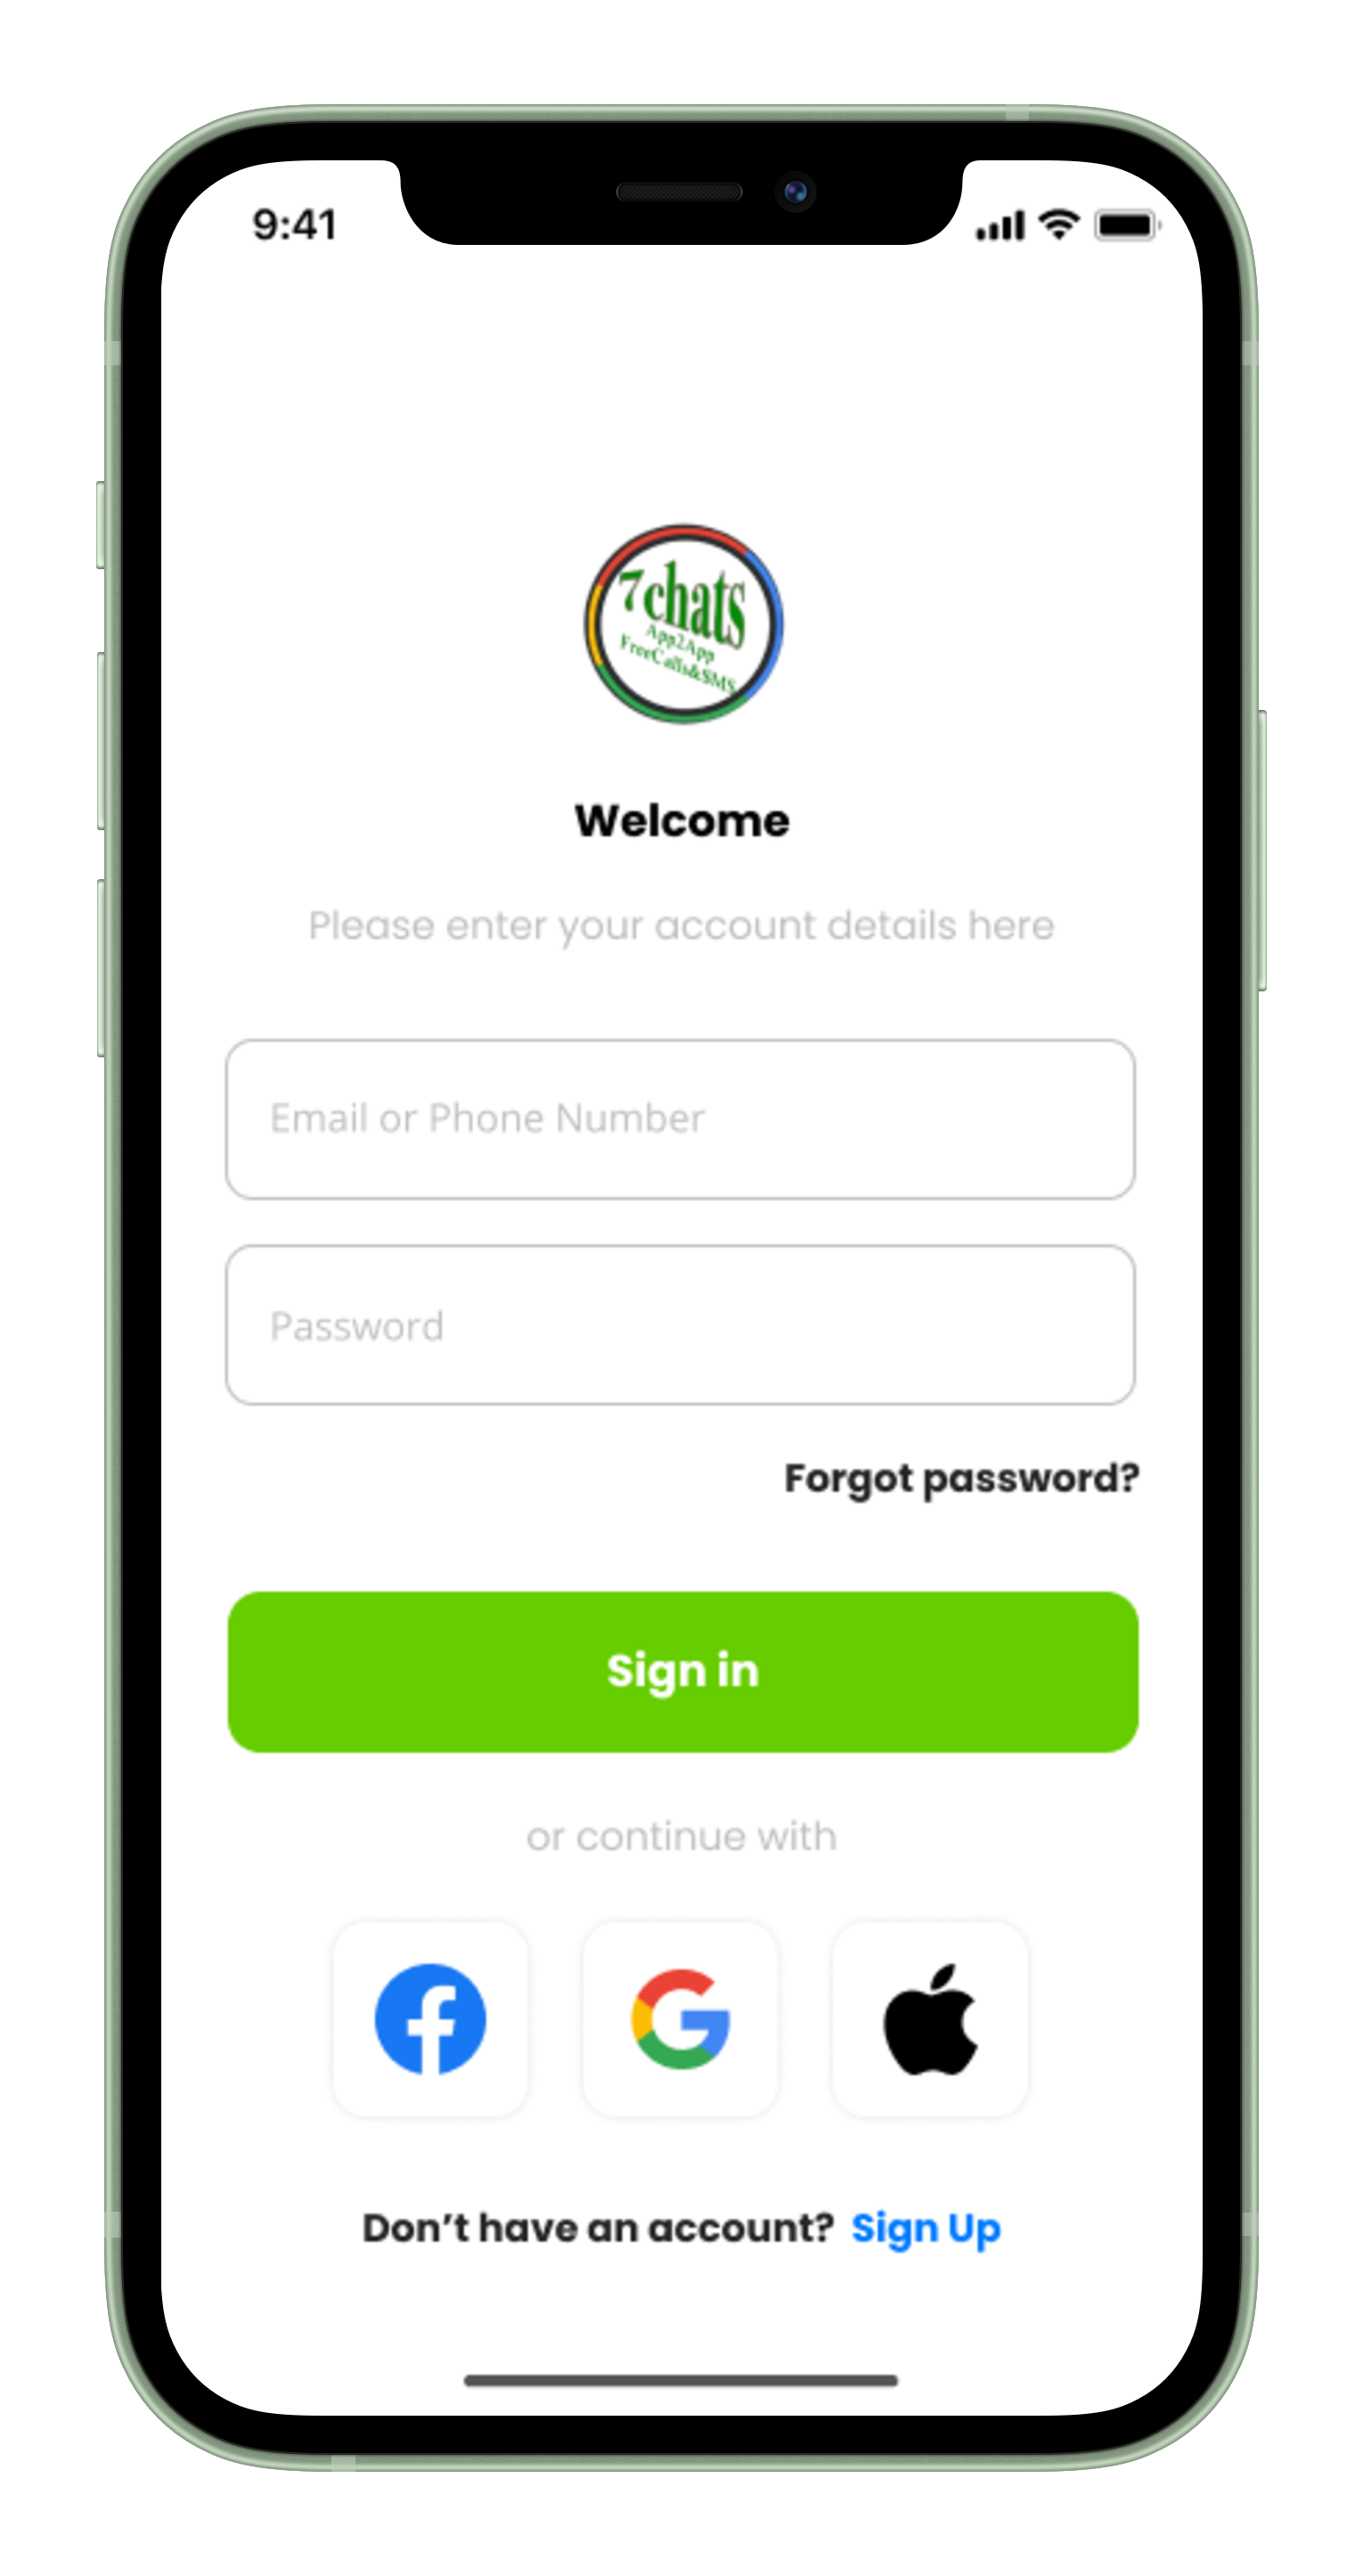 9:41
7chats
App2App
FreeCalls&SMS
Welcome
Please enter your account details here
Email or Phone Number
Password
Forgot password?
Sign in
or continue with
Don’t have an account? Sign Up